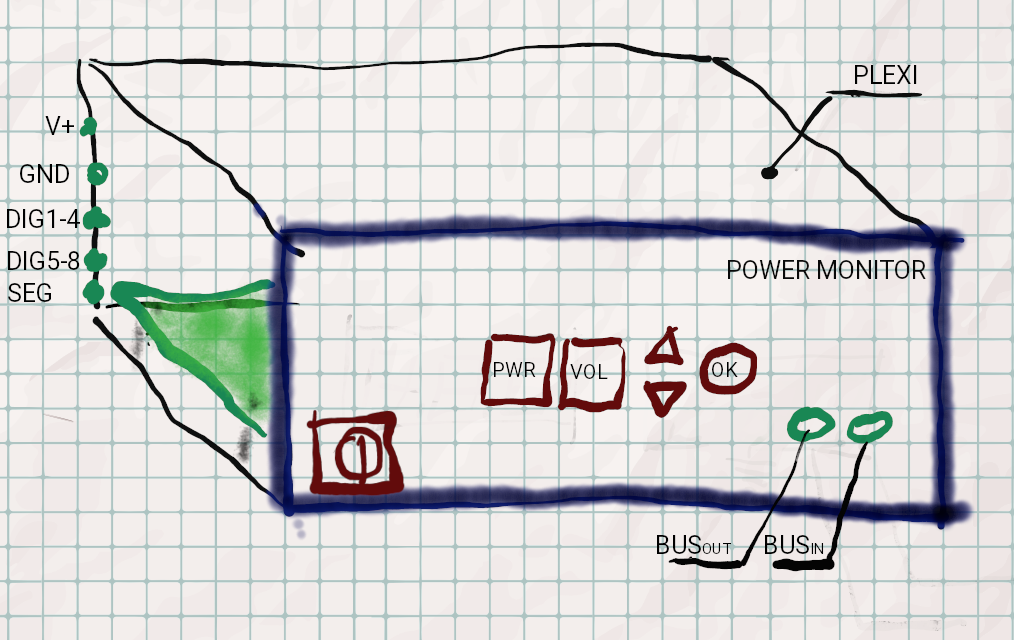 PLEXI
V+
GND
DIG1-4
DIG5-8
SEG
POWER MONITOR
PWR
VOL
OK
BUSOUT
BUSIN